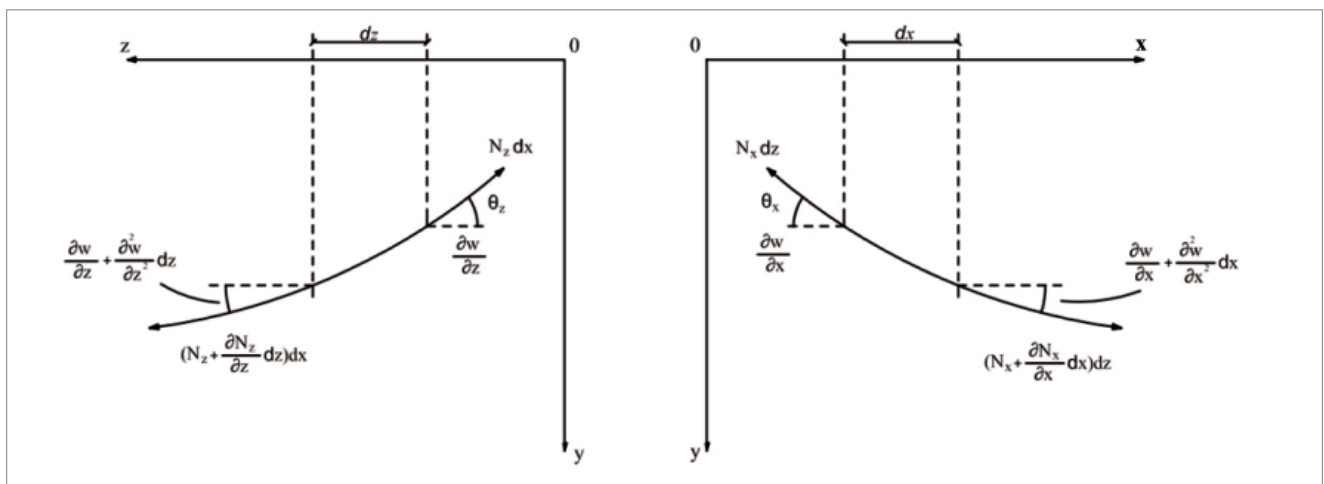 z
dz
0
N_z dx
θ_z
∂w/∂z
∂w/∂z + ∂²w/∂z² dz
(N_z + ∂N_z/∂z dz)dx
y
0
dx
x
N_x dz
θ_x
∂w/∂x
∂w/∂x + ∂²w/∂x² dx
(N_x + ∂N_x/∂x dx)dz
y